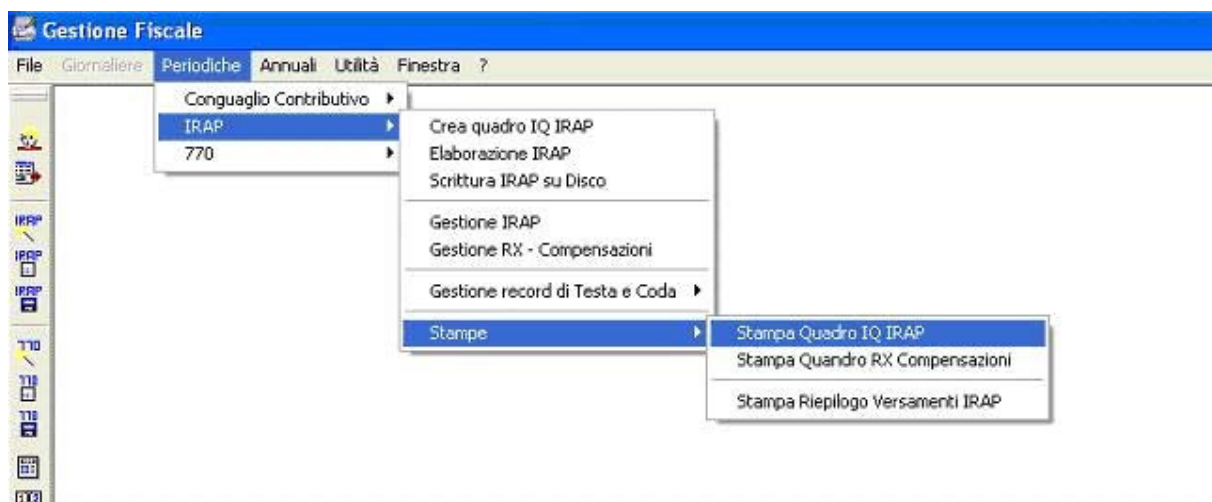 Gestione Fiscale
File Giornaliere Periodiche Annuali Utilità Finestra ?
Conguaglio Contributivo
IRAP
770
Crea quadro IQ IRAP
Elaborazione IRAP
Scrittura IRAP su Disco
Gestione IRAP
Gestione RX - Compensazioni
Gestione record di Testa e Coda
Stampe
Stampa Quadro IQ IRAP
Stampa Quandro RX Compensazioni
Stampa Riepilogo Versamenti IRAP
IRAP
IRAP
IRAP
770
770
770